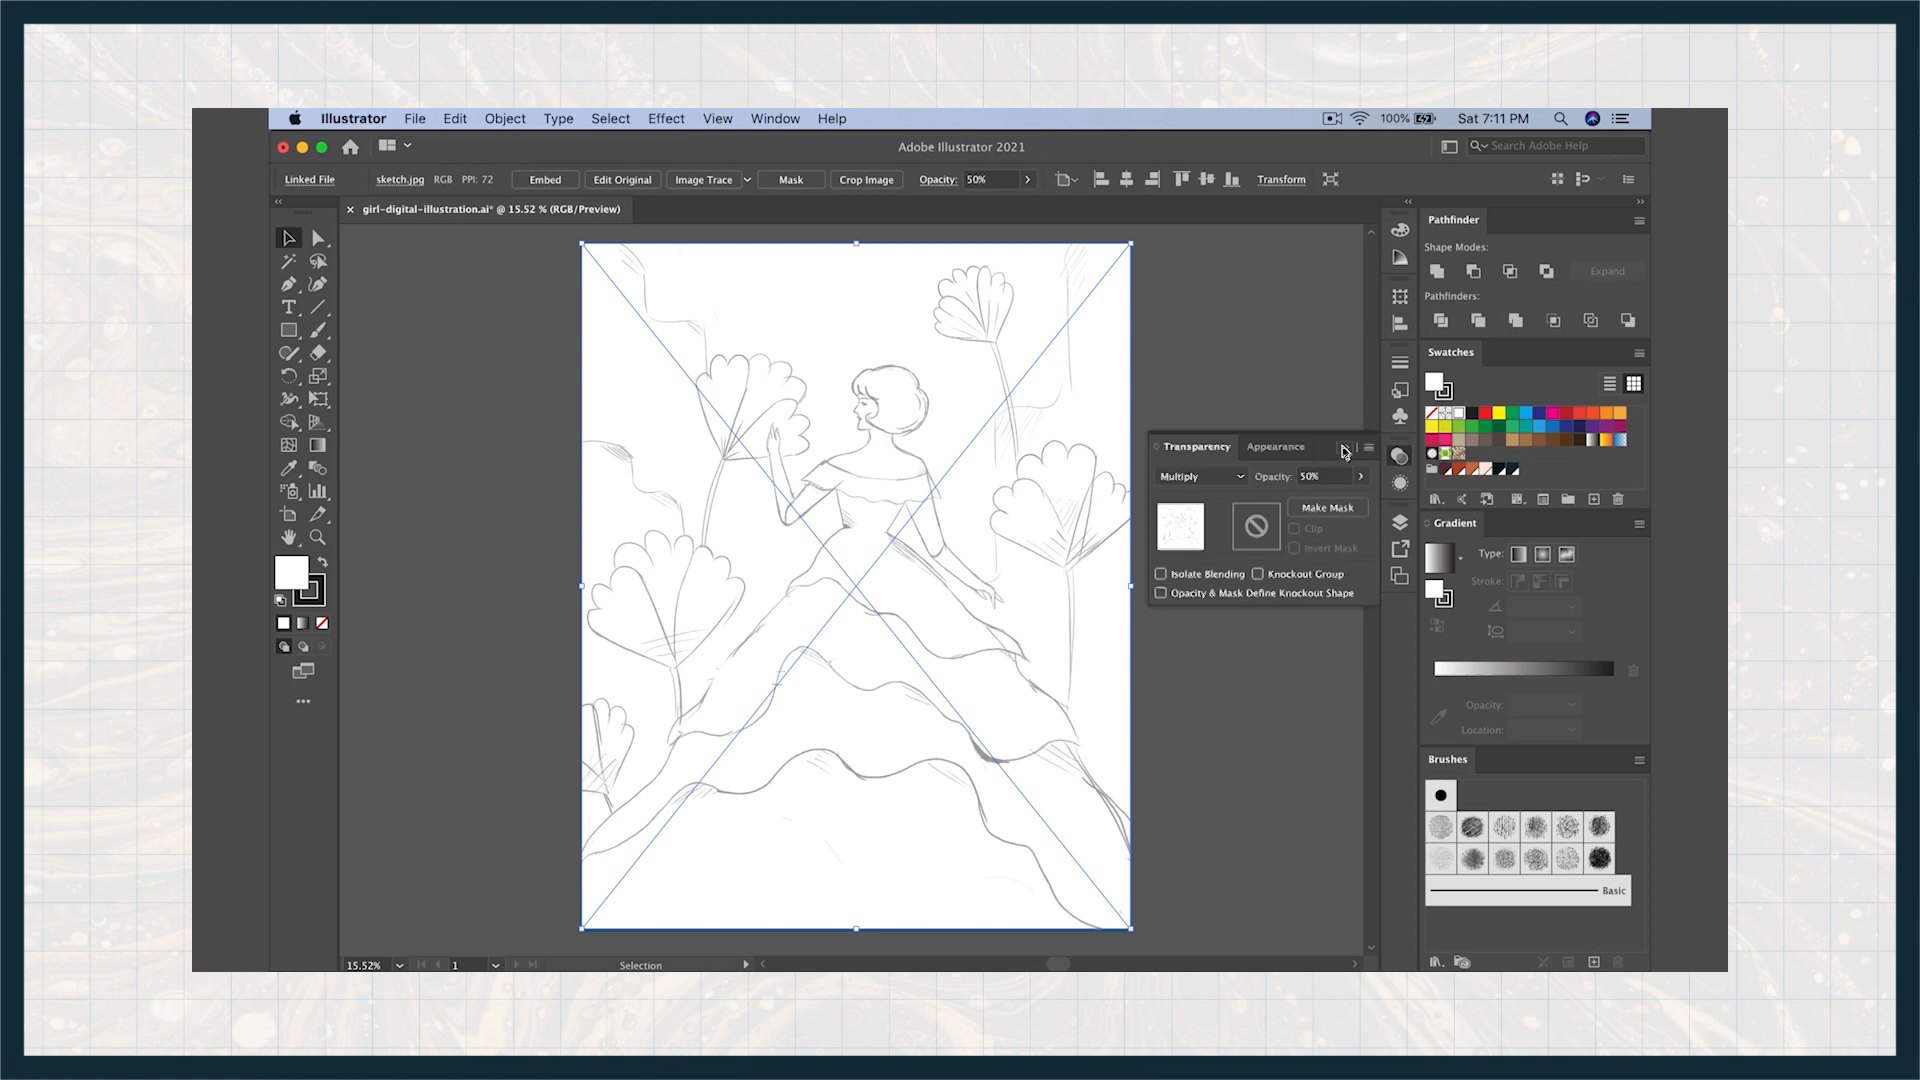 Illustrator File Edit Object Type Select Effect View Window Help 100% Sat 7:11 PM
Adobe Illustrator 2021 Search Adobe Help
Linked File sketch.jpg RGB PPI: 72 Embed Edit Original Image Trace Mask Crop Image Opacity: 50% Transform
girl-digital-illustration.ai* @ 15.52 % (RGB/Preview)
Pathfinder
Shape Modes:
Expand
Pathfinders:
Swatches
Transparency Appearance
Multiply Opacity: 50%
Make Mask
Clip
Invert Mask
Isolate Blending Knockout Group
Opacity & Mask Define Knockout Shape
Gradient
Type:
Stroke:
Opacity:
Location:
Brushes
Basic
15.52% 1 Selection